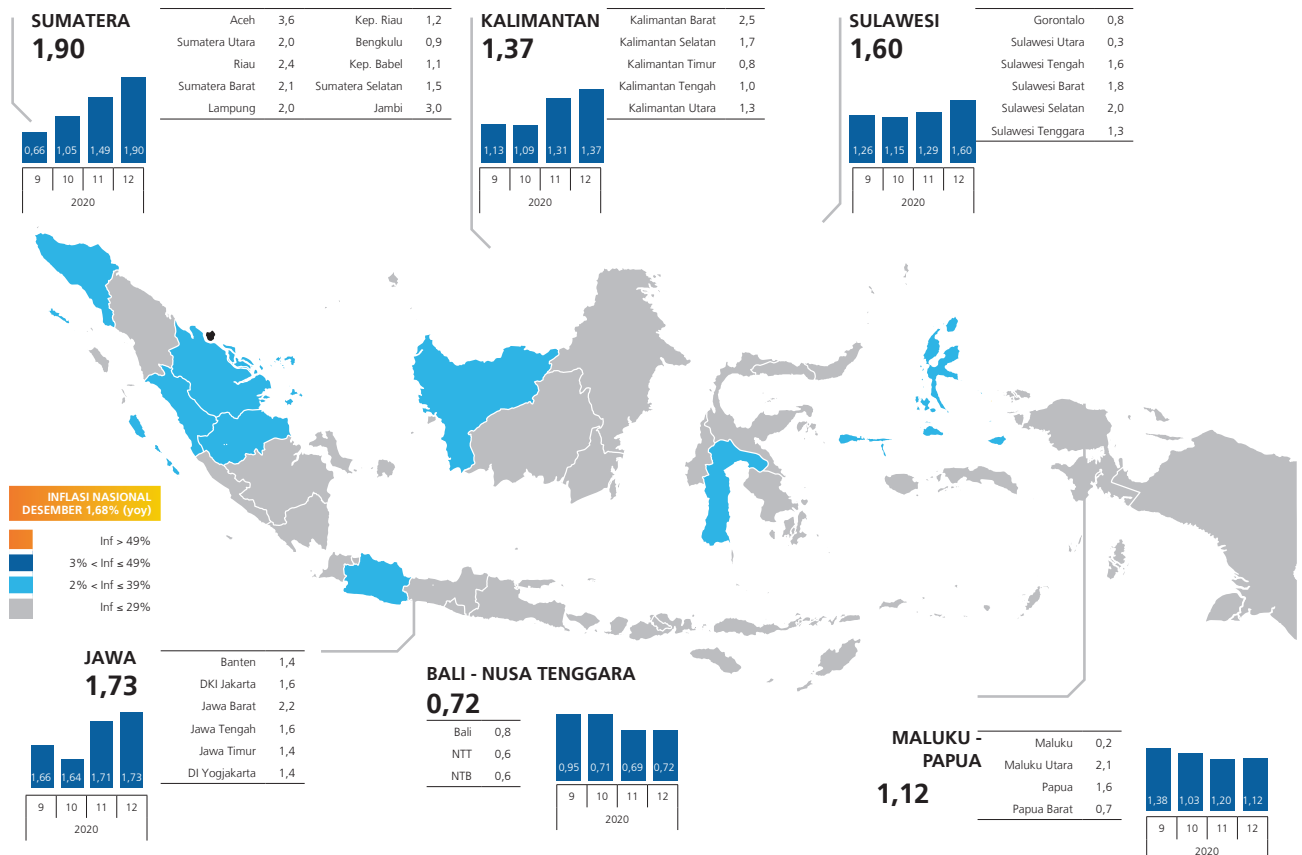 SUMATERA
1,90
Aceh 3,6 Kep. Riau 1,2
Sumatera Utara 2,0 Bengkulu 0,9
Riau 2,4 Kep. Babel 1,1
Sumatera Barat 2,1 Sumatera Selatan 1,5
Lampung 2,0 Jambi 3,0
0,66 1,05 1,49 1,90
9 10 11 12
2020
KALIMANTAN
1,37
Kalimantan Barat 2,5
Kalimantan Selatan 1,7
Kalimantan Timur 0,8
Kalimantan Tengah 1,0
Kalimantan Utara 1,3
1,13 1,09 1,31 1,37
9 10 11 12
2020
SULAWESI
1,60
Gorontalo 0,8
Sulawesi Utara 0,3
Sulawesi Tengah 1,6
Sulawesi Barat 1,8
Sulawesi Selatan 2,0
Sulawesi Tenggara 1,3
1,26 1,15 1,29 1,60
9 10 11 12
2020
INFLASI NASIONAL
DESEMBER 1,68% (yoy)
Inf > 49%
3% < Inf ≤ 49%
2% < Inf ≤ 39%
Inf ≤ 29%
JAWA
1,73
Banten 1,4
DKI Jakarta 1,6
Jawa Barat 2,2
Jawa Tengah 1,6
Jawa Timur 1,4
DI Yogjakarta 1,4
1,66 1,64 1,71 1,73
9 10 11 12
2020
BALI - NUSA TENGGARA
0,72
Bali 0,8
NTT 0,6
NTB 0,6
0,95 0,71 0,69 0,72
9 10 11 12
2020
MALUKU -
PAPUA
1,12
Maluku 0,2
Maluku Utara 2,1
Papua 1,6
Papua Barat 0,7
1,38 1,03 1,20 1,12
9 10 11 12
2020